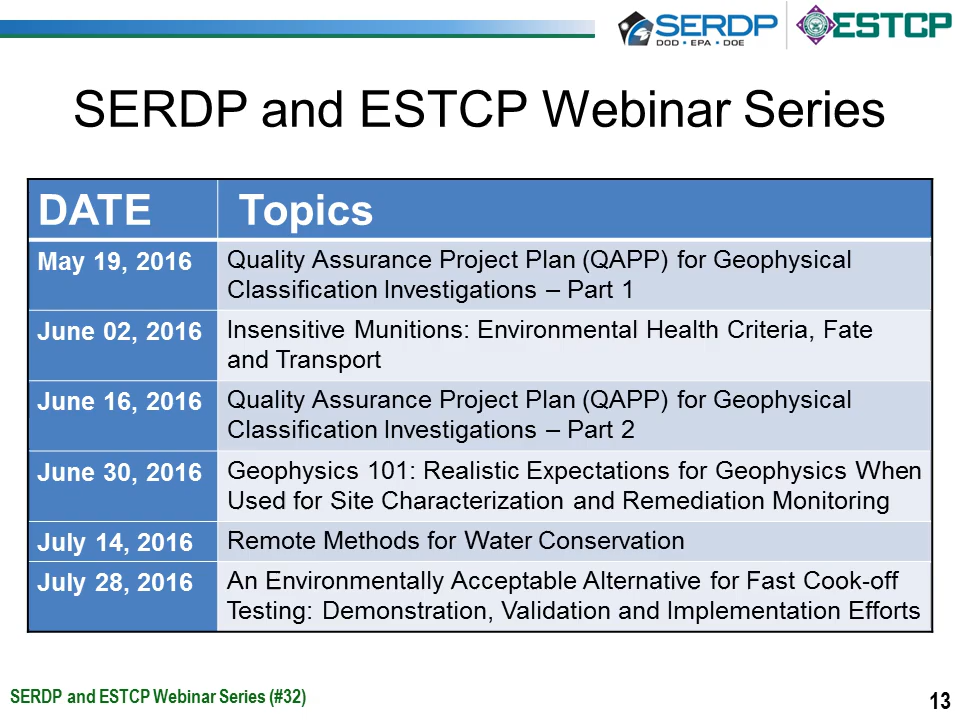 SERDP
DOD • EPA • DOE
ESTCP
SERDP and ESTCP Webinar Series
DATE Topics
May 19, 2016 Quality Assurance Project Plan (QAPP) for Geophysical
Classification Investigations – Part 1
June 02, 2016 Insensitive Munitions: Environmental Health Criteria, Fate
and Transport
June 16, 2016 Quality Assurance Project Plan (QAPP) for Geophysical
Classification Investigations – Part 2
June 30, 2016 Geophysics 101: Realistic Expectations for Geophysics When
Used for Site Characterization and Remediation Monitoring
July 14, 2016 Remote Methods for Water Conservation
July 28, 2016 An Environmentally Acceptable Alternative for Fast Cook-off
Testing: Demonstration, Validation and Implementation Efforts
SERDP and ESTCP Webinar Series (#32)
13